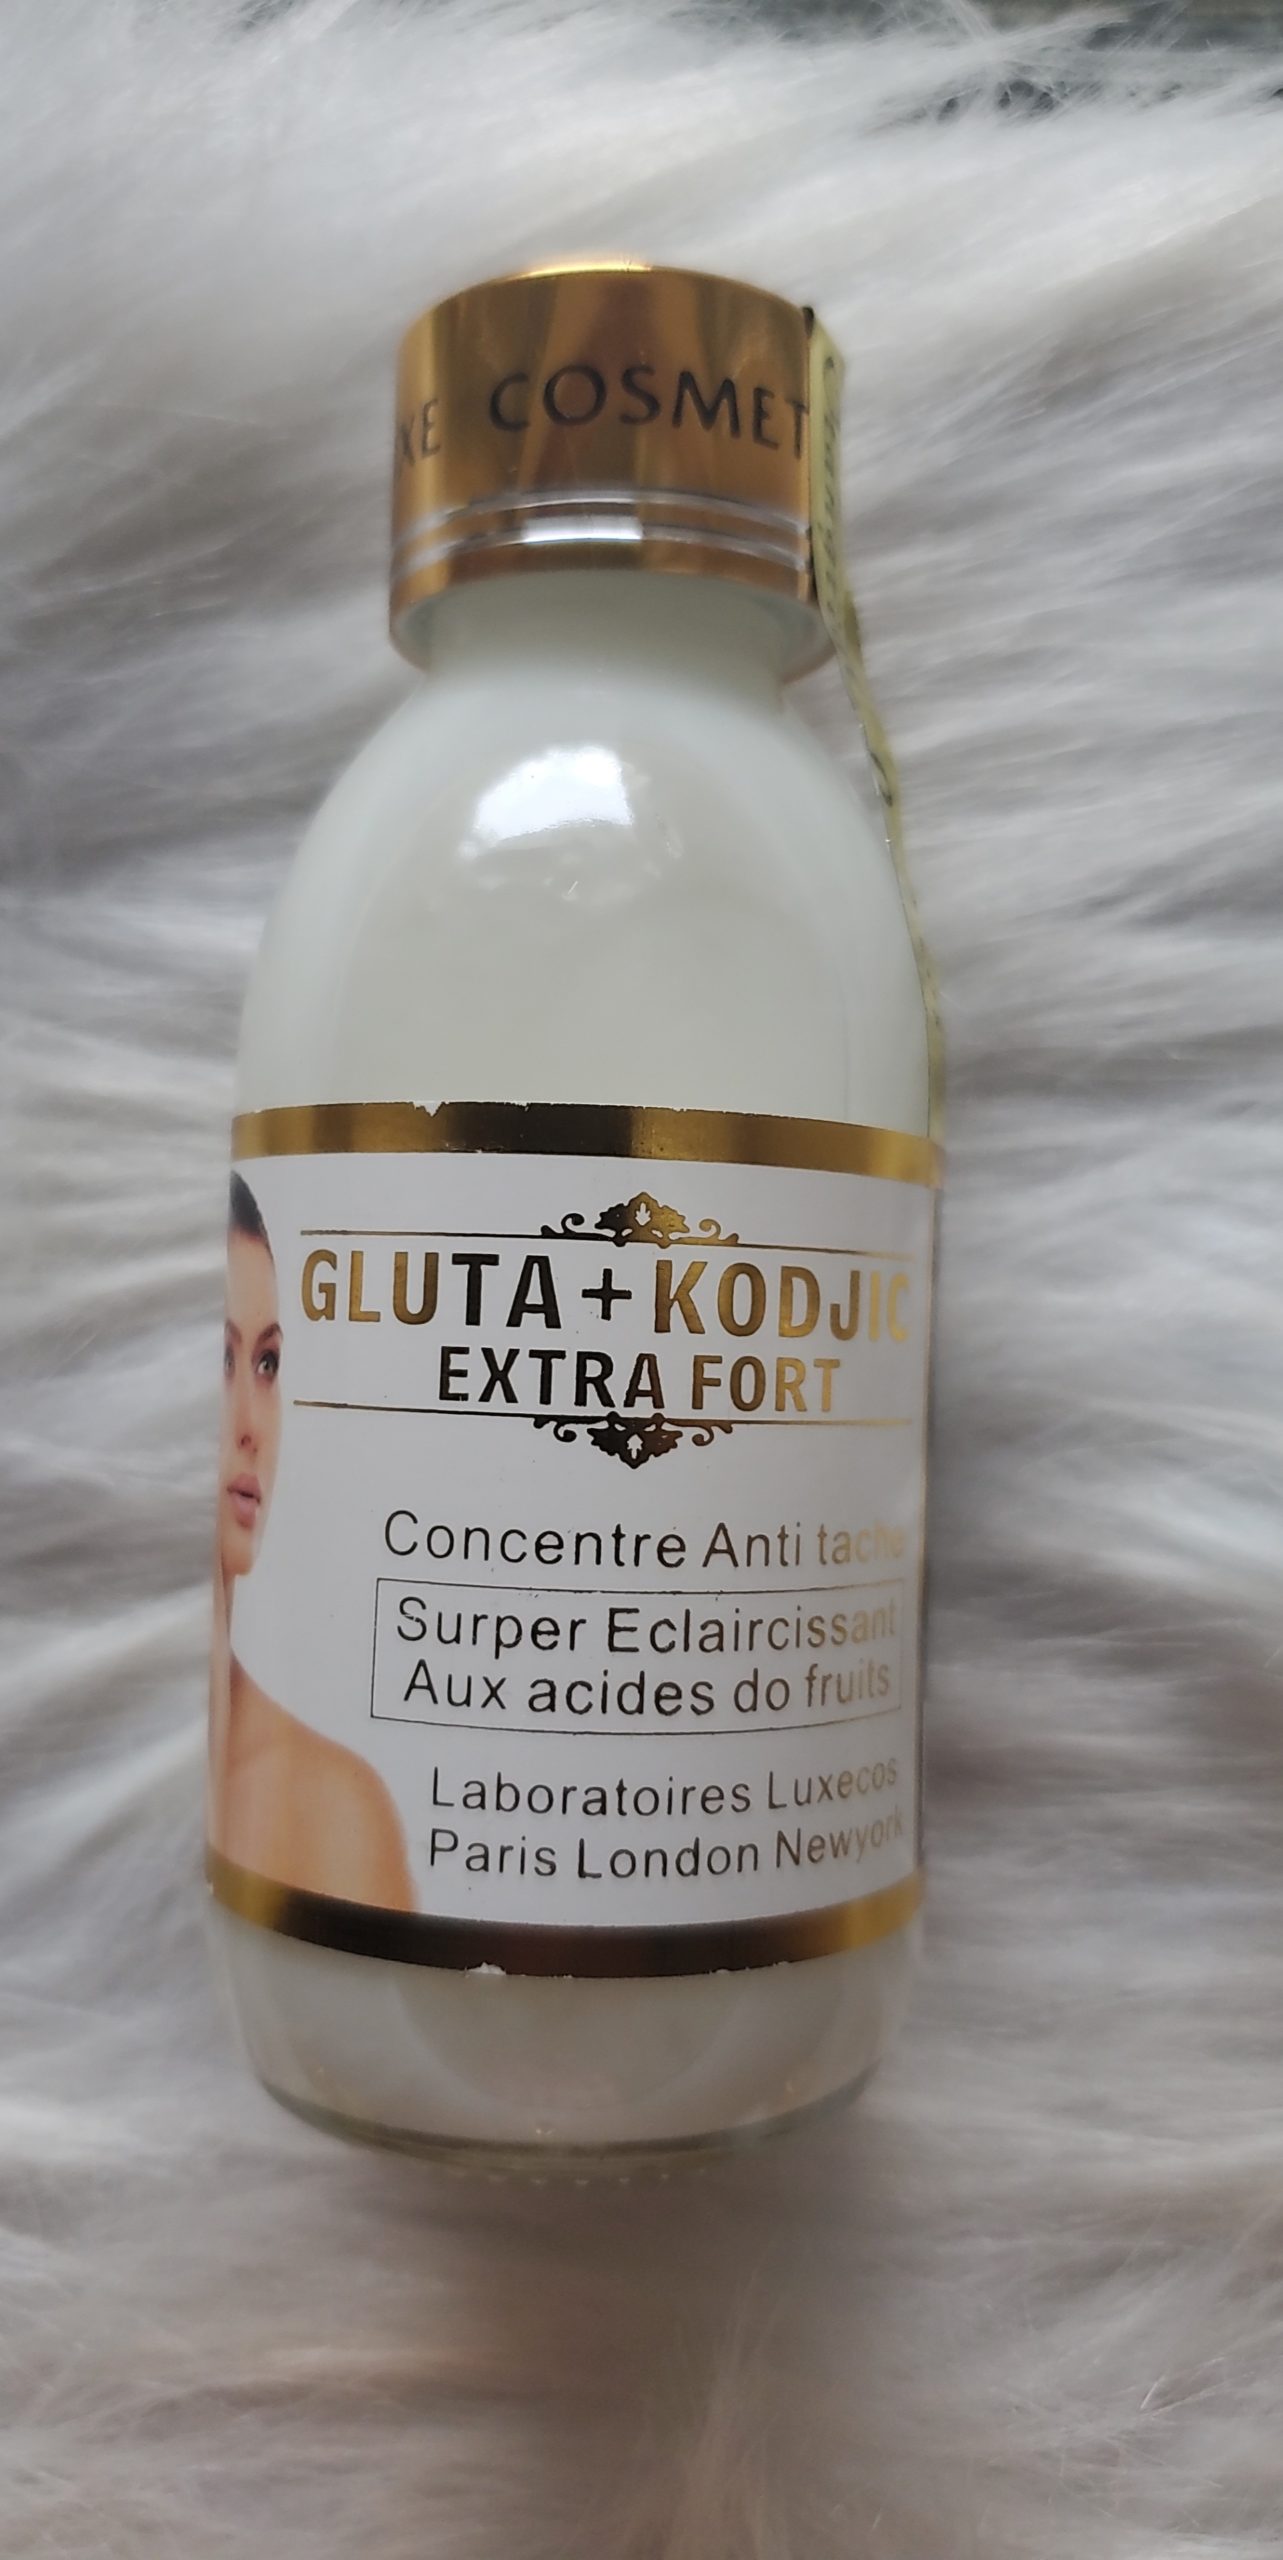 COSMET
GLUTA + KODJIC
EXTRA FORT
Concentre Anti tache
Surper Eclaircissant
Aux acides do fruits
Laboratoires Luxecos
Paris London Newyork